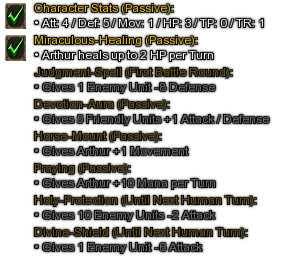 Character Stats (Passive):
• Att: 4 / Def: 5 / Mov: 1 / HP: 3 / TP: 0 / TR: 1
Miraculous-Healing (Passive):
• Arthur heals up to 2 HP per Turn
Judgment-Spell (First Battle Round):
• Gives 1 Enemy Unit -8 Defense
Devotion-Aura (Passive):
• Gives 5 Friendly Units +1 Attack / Defense
Horse-Mount (Passive):
• Gives Arthur +1 Movement
Praying (Passive):
• Gives Arthur +10 Mana per Turn
Holy-Protection (Until Next Human Turn):
• Gives 10 Enemy Units -2 Attack
Divine-Shield (Until Next Human Turn):
• Gives 1 Enemy Unit -6 Attack